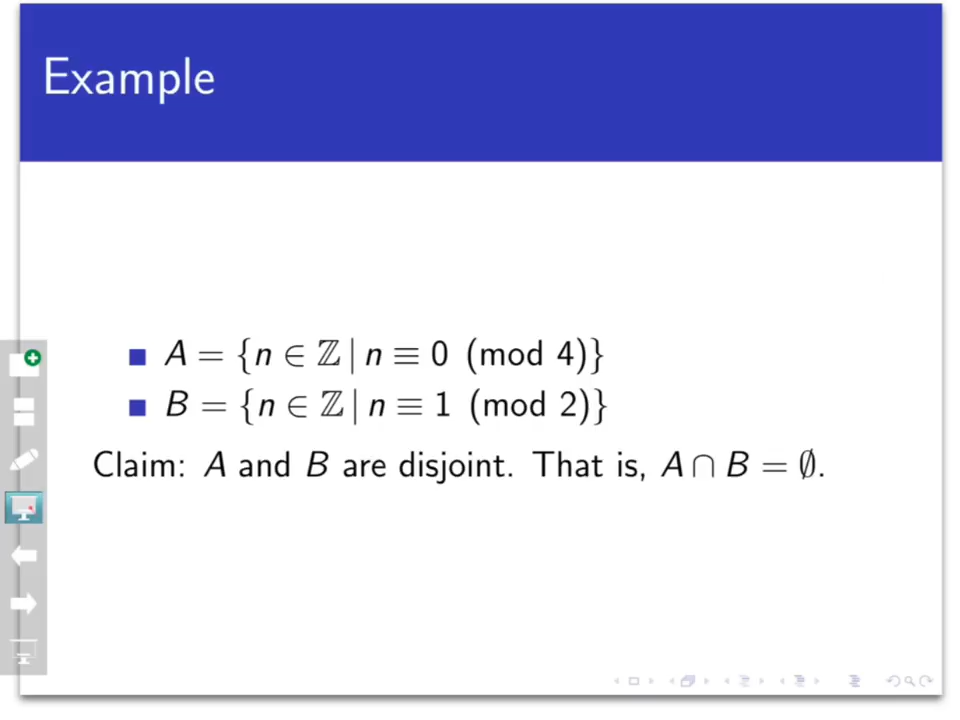 Example
A = {n ∈ ℤ | n ≡ 0 (mod 4)}
B = {n ∈ ℤ | n ≡ 1 (mod 2)}
Claim: A and B are disjoint. That is, A ∩ B = ∅.